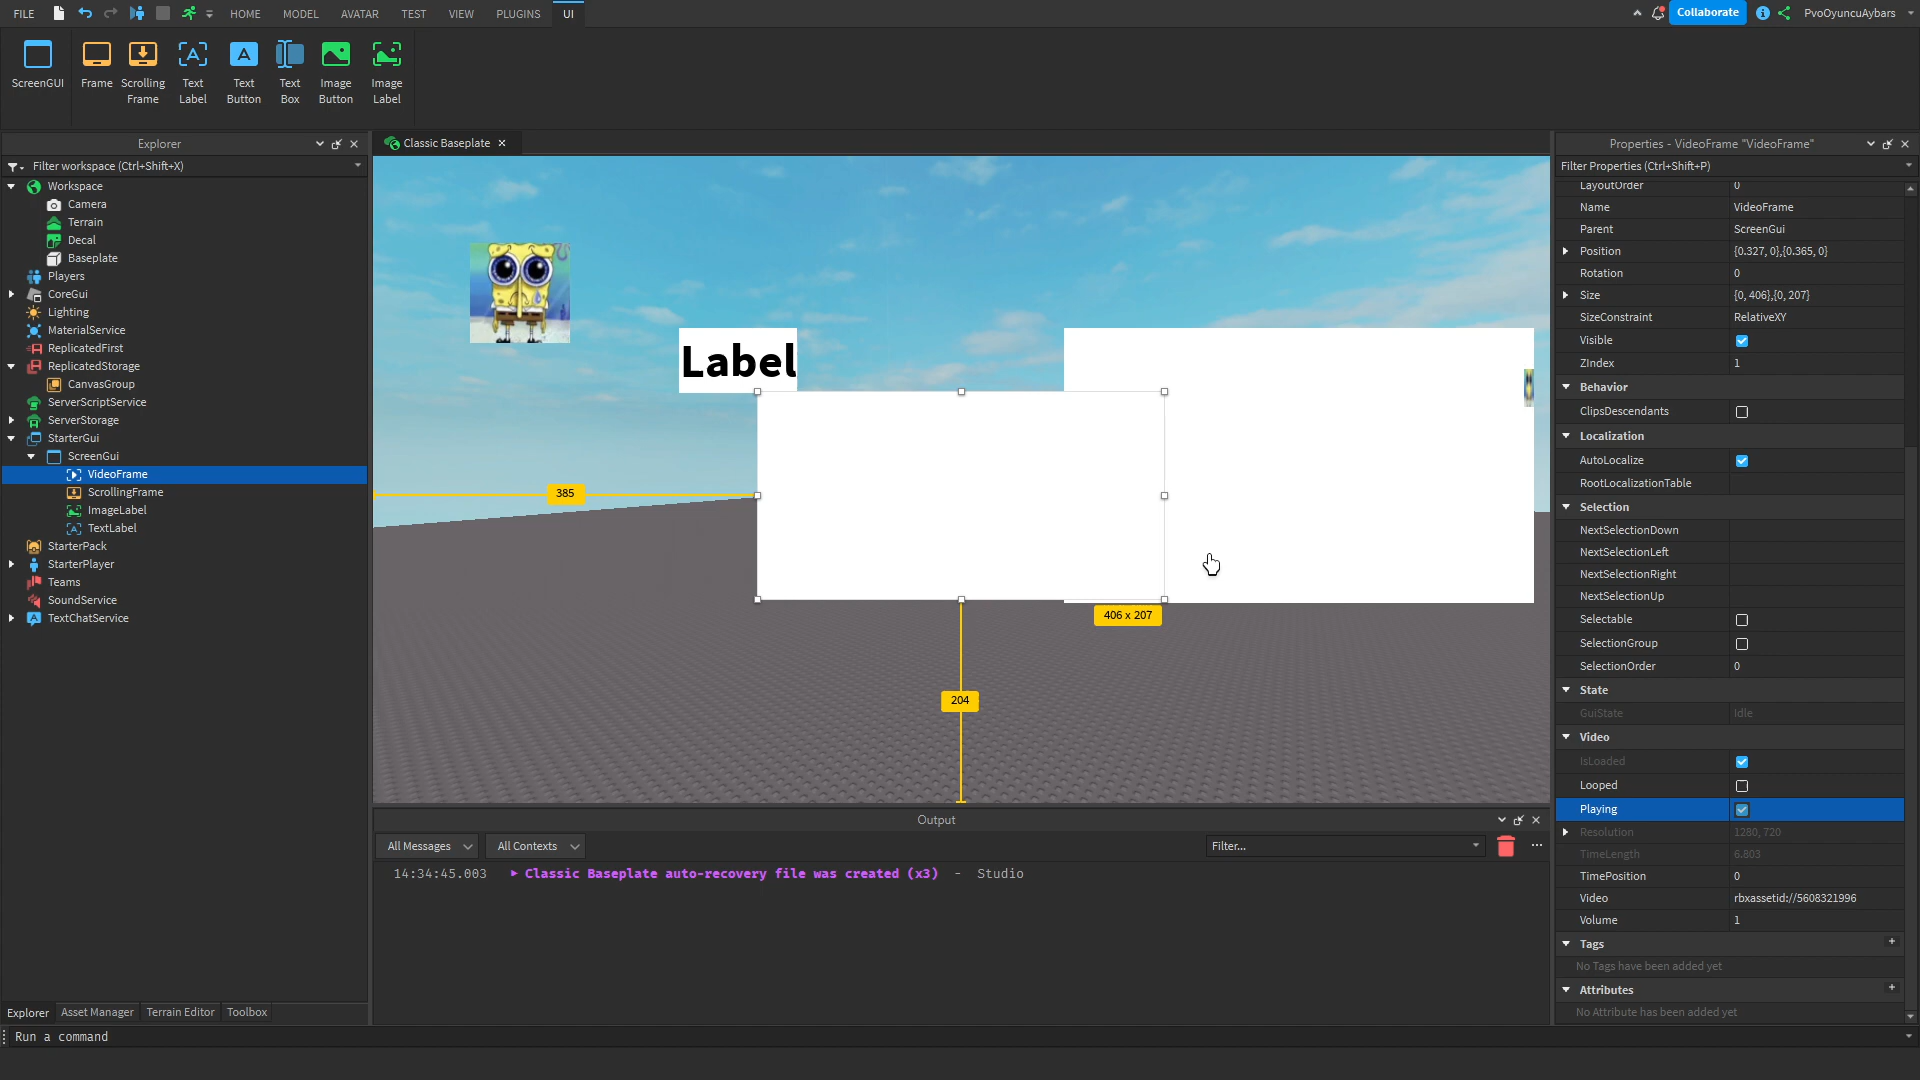 FILE
HOME
MODEL
AVATAR
TEST
VIEW
PLUGINS
UI
Collaborate
PvoOyuncuAybars
ScreenGUI
Frame
Scrolling
Frame
Text
Label
Text
Button
Text
Box
Image
Button
Image
Label
Explorer
Filter workspace (Ctrl+Shift+X)
Workspace
Camera
Terrain
Decal
Baseplate
Players
CoreGui
Lighting
MaterialService
ReplicatedFirst
ReplicatedStorage
CanvasGroup
ServerScriptService
ServerStorage
StarterGui
ScreenGui
VideoFrame
ScrollingFrame
ImageLabel
TextLabel
StarterPack
StarterPlayer
Teams
SoundService
TextChatService
Explorer
Asset Manager
Terrain Editor
Toolbox
Run a command
Classic Baseplate
Label
385
406 x 207
204
Output
All Messages
All Contexts
Filter...
14:34:45.003 Classic Baseplate auto-recovery file was created (x3) - Studio
Properties - VideoFrame "VideoFrame"
Filter Properties (Ctrl+Shift+P)
LayoutOrder 0
Name VideoFrame
Parent ScreenGui
Position {0.327, 0},{0.365, 0}
Rotation 0
Size {0, 406},{0, 207}
SizeConstraint RelativeXY
Visible
ZIndex 1
Behavior
ClipsDescendants
Localization
AutoLocalize
RootLocalizationTable
Selection
NextSelectionDown
NextSelectionLeft
NextSelectionRight
NextSelectionUp
Selectable
SelectionGroup
SelectionOrder 0
State
GuiState Idle
Video
IsLoaded
Looped
Playing
Resolution 1280, 720
TimeLength 6.803
TimePosition 0
Video rbxassetid://5608321996
Volume 1
Tags
No Tags have been added yet
Attributes
No Attribute has been added yet